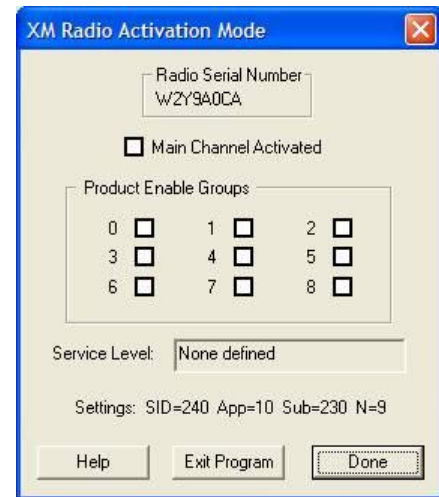 XM Radio Activation Mode
Radio Serial Number
W2Y9A0CA
Main Channel Activated
Product Enable Groups
0 1 2
3 4 5
6 7 8
Service Level: None defined
Settings: SID=240 App=10 Sub=230 N=9
Help Exit Program Done